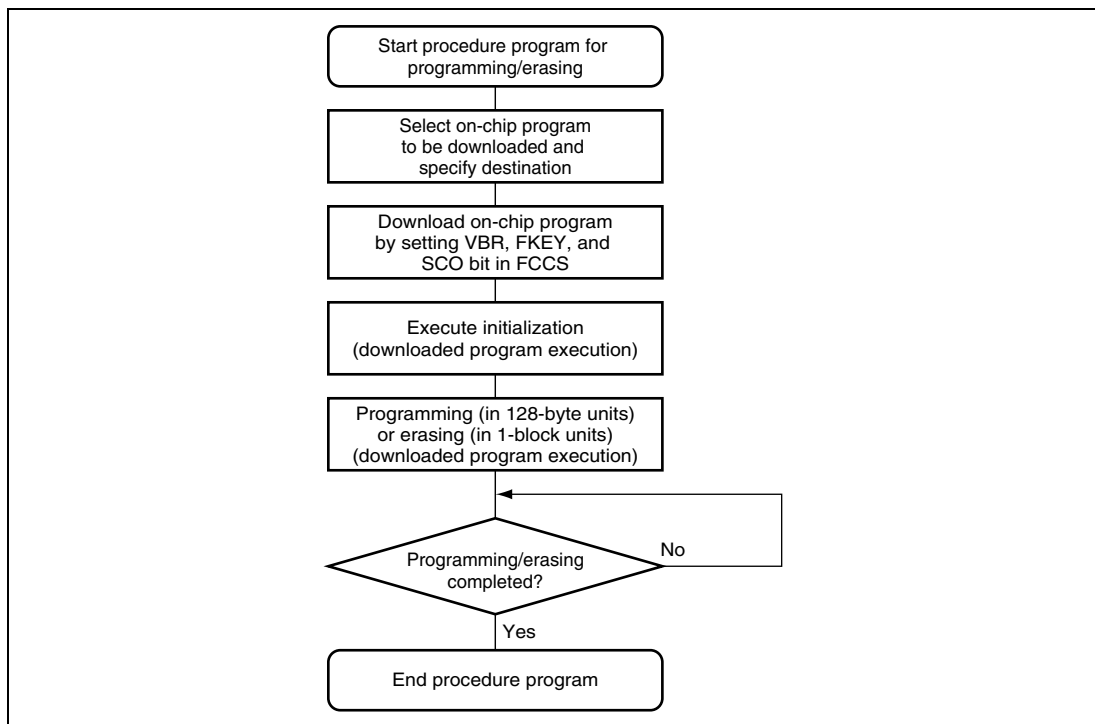 Start procedure program for
programming/erasing
Select on-chip program
to be downloaded and
specify destination
Download on-chip program
by setting VBR, FKEY, and
SCO bit in FCCS
Execute initialization
(downloaded program execution)
Programming (in 128-byte units)
or erasing (in 1-block units)
(downloaded program execution)
Programming/erasing
completed?
No
Yes
End procedure program